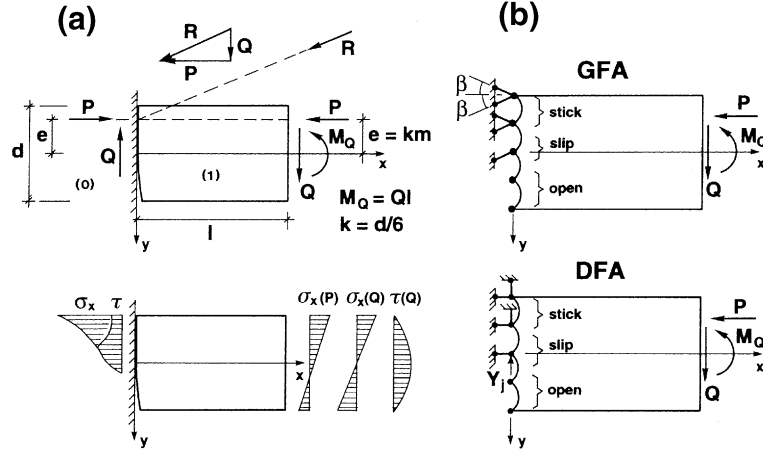 (a)
R
Q
P
R
P
P
d
e
Q
M_Q
e = km
x
(0)
(1)
Q
M_Q = Ql
k = d/6
l
y
σ_x τ
σ_x(P) σ_x(Q) τ(Q)
x
y
(b)
GFA
β
β
stick
slip
open
P
M_Q
x
Q
y
DFA
stick
slip
open
Y_j
P
M_Q
x
Q
y